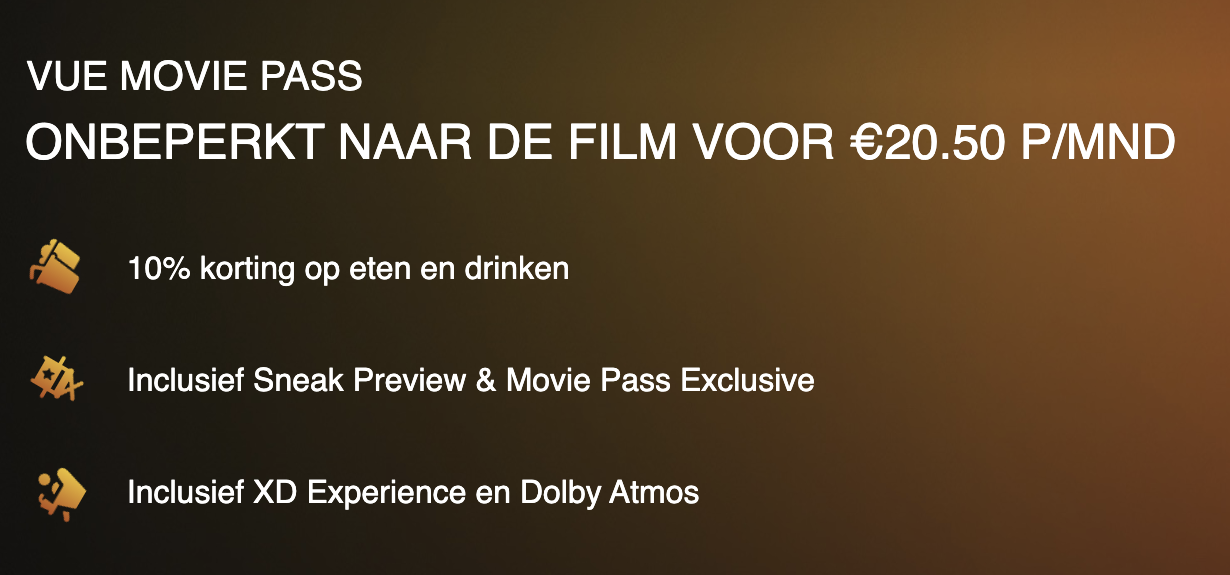 VUE MOVIE PASS
ONBEPERKT NAAR DE FILM VOOR €20.50 P/MND
10% korting op eten en drinken
Inclusief Sneak Preview & Movie Pass Exclusive
Inclusief XD Experience en Dolby Atmos